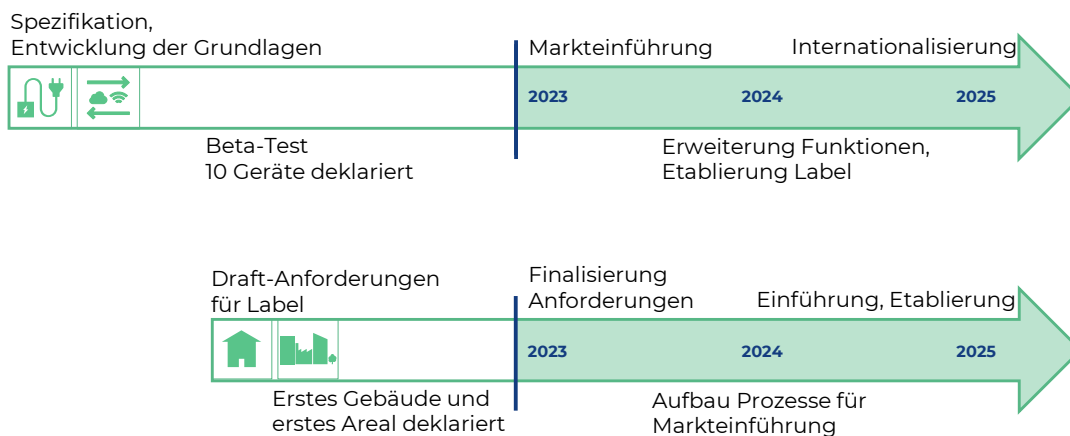 Spezifikation,
Entwicklung der Grundlagen
Markteinführung
Internationalisierung
2023
2024
2025
Beta-Test
10 Geräte deklariert
Erweiterung Funktionen,
Etablierung Label
Draft-Anforderungen
für Label
Finalisierung
Anforderungen
Einführung, Etablierung
2023
2024
2025
Erstes Gebäude und
erstes Areal deklariert
Aufbau Prozesse für
Markteinführung